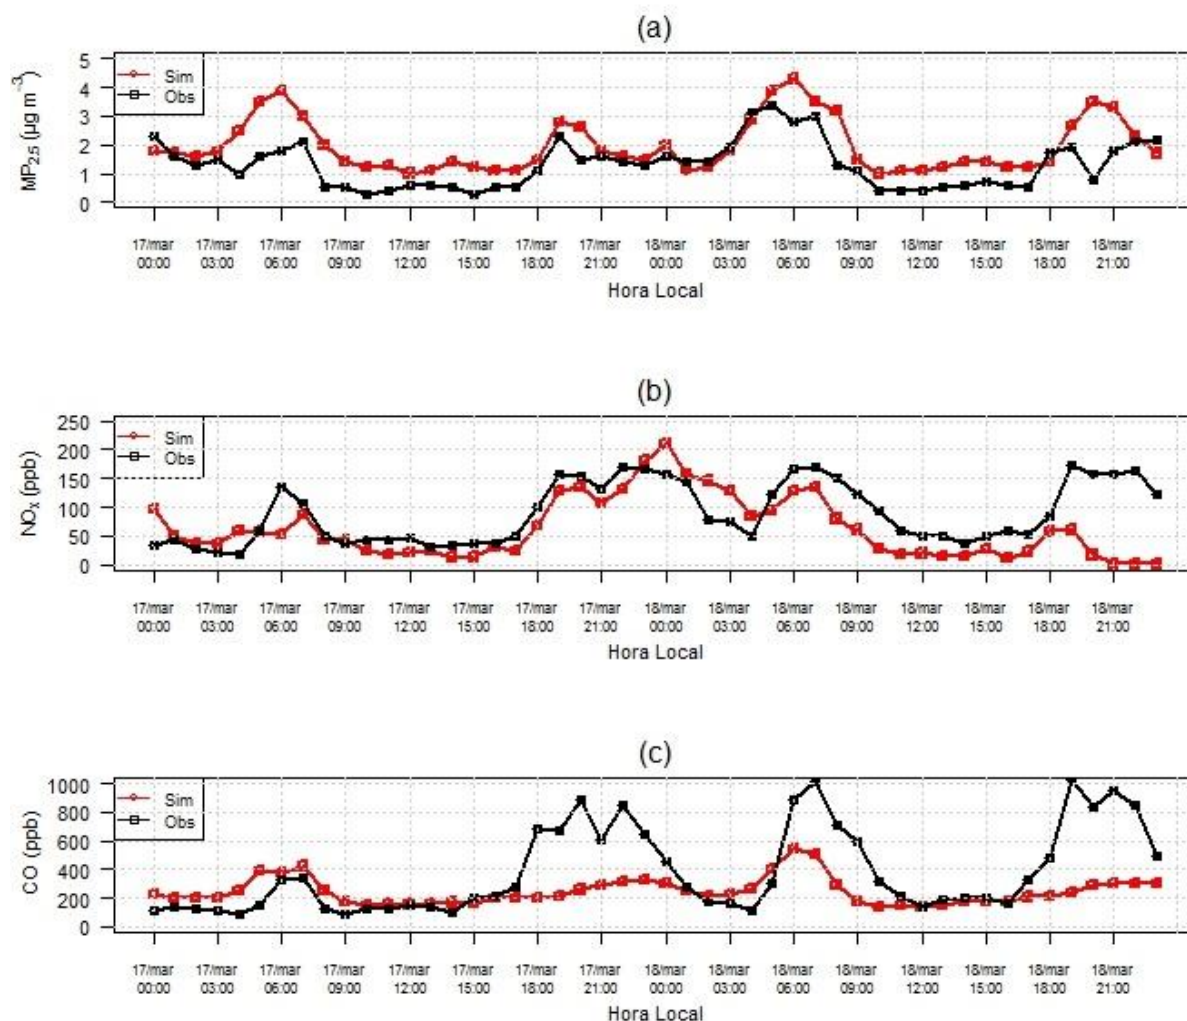 (a)
MP2.5 (µg m−3)
5
4
3
2
1
0
Sim
Obs
17/mar 17/mar 17/mar 17/mar 17/mar 17/mar 17/mar 17/mar 18/mar 18/mar 18/mar 18/mar 18/mar 18/mar 18/mar 18/mar
00:00 03:00 06:00 09:00 12:00 15:00 18:00 21:00 00:00 03:00 06:00 09:00 12:00 15:00 18:00 21:00
Hora Local
(b)
NOx (ppb)
250
200
150
100
50
0
Sim
Obs
17/mar 17/mar 17/mar 17/mar 17/mar 17/mar 17/mar 17/mar 18/mar 18/mar 18/mar 18/mar 18/mar 18/mar 18/mar 18/mar
00:00 03:00 06:00 09:00 12:00 15:00 18:00 21:00 00:00 03:00 06:00 09:00 12:00 15:00 18:00 21:00
Hora Local
(c)
CO (ppb)
1000
800
600
400
200
0
Sim
Obs
17/mar 17/mar 17/mar 17/mar 17/mar 17/mar 17/mar 17/mar 18/mar 18/mar 18/mar 18/mar 18/mar 18/mar 18/mar 18/mar
00:00 03:00 06:00 09:00 12:00 15:00 18:00 21:00 00:00 03:00 06:00 09:00 12:00 15:00 18:00 21:00
Hora Local